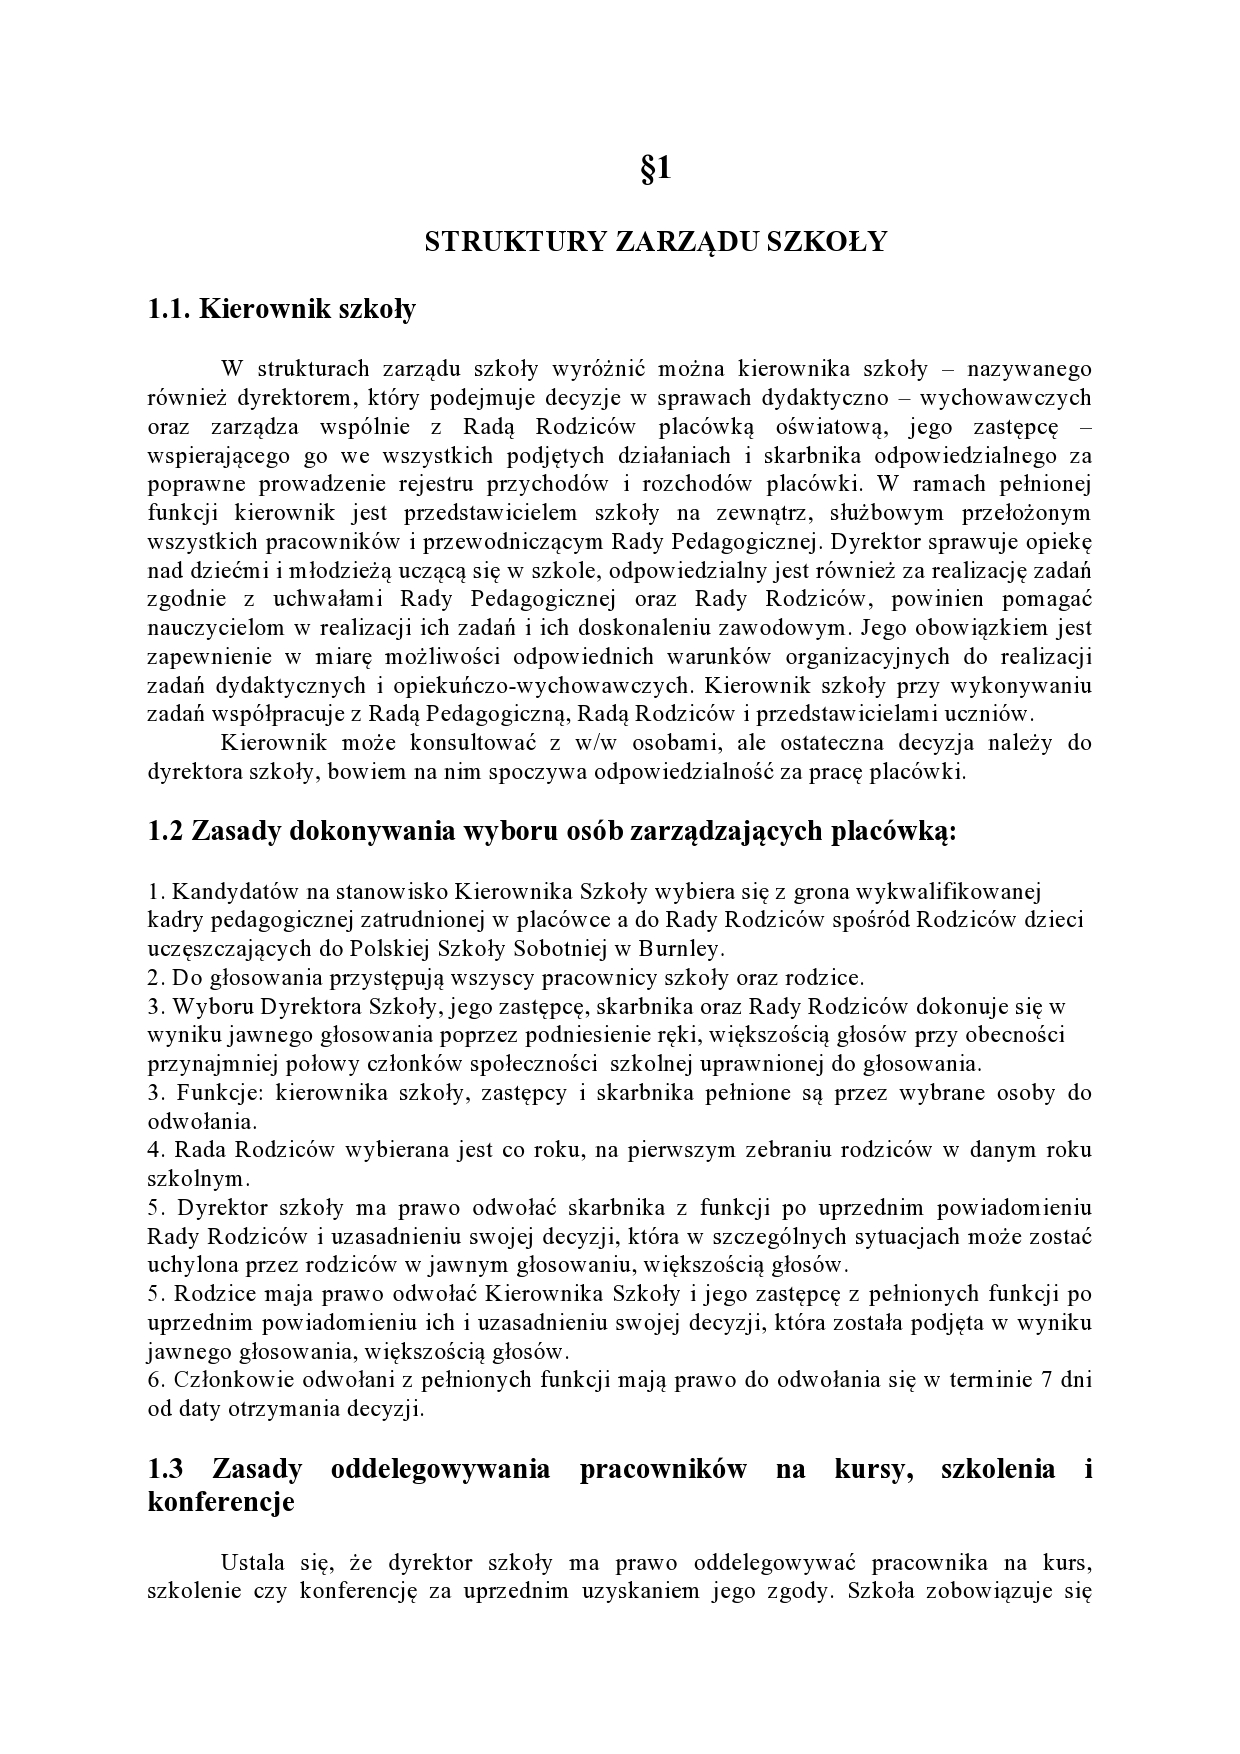 §1
STRUKTURY ZARZĄDU SZKOŁY
1.1. Kierownik szkoły
W strukturach zarządu szkoły wyróżnić można kierownika szkoły – nazywanego
również dyrektorem, który podejmuje decyzje w sprawach dydaktyczno – wychowawczych
oraz zarządza wspólnie z Radą Rodziców placówką oświatową, jego zastępcę –
wspierającego go we wszystkich podjętych działaniach i skarbnika odpowiedzialnego za
poprawne prowadzenie rejestru przychodów i rozchodów placówki. W ramach pełnionej
funkcji kierownik jest przedstawicielem szkoły na zewnątrz, służbowym przełożonym
wszystkich pracowników i przewodniczącym Rady Pedagogicznej. Dyrektor sprawuje opiekę
nad dziećmi i młodzieżą uczącą się w szkole, odpowiedzialny jest również za realizację zadań
zgodnie z uchwałami Rady Pedagogicznej oraz Rady Rodziców, powinien pomagać
nauczycielom w realizacji ich zadań i ich doskonaleniu zawodowym. Jego obowiązkiem jest
zapewnienie w miarę możliwości odpowiednich warunków organizacyjnych do realizacji
zadań dydaktycznych i opiekuńczo-wychowawczych. Kierownik szkoły przy wykonywaniu
zadań współpracuje z Radą Pedagogiczną, Radą Rodziców i przedstawicielami uczniów.
Kierownik może konsultować z w/w osobami, ale ostateczna decyzja należy do
dyrektora szkoły, bowiem na nim spoczywa odpowiedzialność za pracę placówki.
1.2 Zasady dokonywania wyboru osób zarządzających placówką:
1. Kandydatów na stanowisko Kierownika Szkoły wybiera się z grona wykwalifikowanej
kadry pedagogicznej zatrudnionej w placówce a do Rady Rodziców spośród Rodziców dzieci
uczęszczających do Polskiej Szkoły Sobotniej w Burnley.
2. Do głosowania przystępują wszyscy pracownicy szkoły oraz rodzice.
3. Wyboru Dyrektora Szkoły, jego zastępcę, skarbnika oraz Rady Rodziców dokonuje się w
wyniku jawnego głosowania poprzez podniesienie ręki, większością głosów przy obecności
przynajmniej połowy członków społeczności szkolnej uprawnionej do głosowania.
3. Funkcje: kierownika szkoły, zastępcy i skarbnika pełnione są przez wybrane osoby do
odwołania.
4. Rada Rodziców wybierana jest co roku, na pierwszym zebraniu rodziców w danym roku
szkolnym.
5. Dyrektor szkoły ma prawo odwołać skarbnika z funkcji po uprzednim powiadomieniu
Rady Rodziców i uzasadnieniu swojej decyzji, która w szczególnych sytuacjach może zostać
uchylona przez rodziców w jawnym głosowaniu, większością głosów.
5. Rodzice maja prawo odwołać Kierownika Szkoły i jego zastępcę z pełnionych funkcji po
uprzednim powiadomieniu ich i uzasadnieniu swojej decyzji, która została podjęta w wyniku
jawnego głosowania, większością głosów.
6. Członkowie odwołani z pełnionych funkcji mają prawo do odwołania się w terminie 7 dni
od daty otrzymania decyzji.
1.3 Zasady oddelegowywania pracowników na kursy, szkolenia i
konferencje
Ustala się, że dyrektor szkoły ma prawo oddelegowywać pracownika na kurs,
szkolenie czy konferencję za uprzednim uzyskaniem jego zgody. Szkoła zobowiązuje się